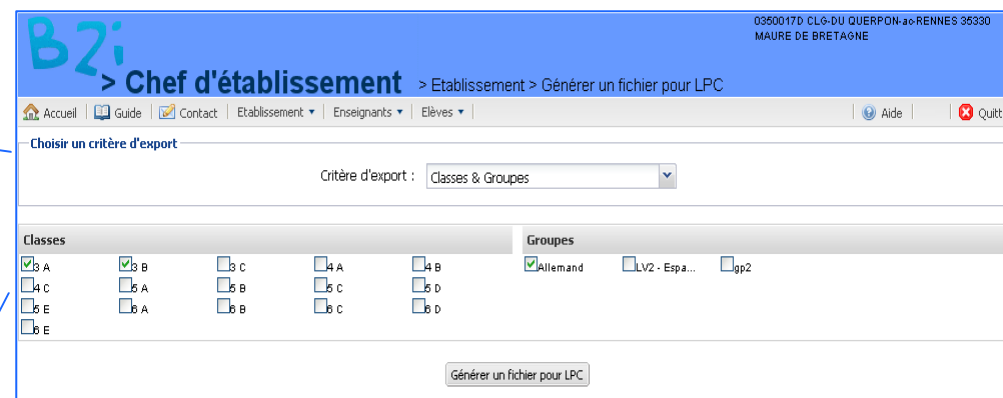 0350017D CLG-DU QUERPON-ac-RENNES 35330
MAURE DE BRETAGNE
B2i
> Chef d'établissement > Etablissement > Générer un fichier pour LPC
Accueil Guide Contact Etablissement Enseignants Elèves Aide Quitt
Choisir un critère d'export
Critère d'export : Classes & Groupes
Classes Groupes
3 A 3 B 3 C 4 A 4 B Allemand LV2 - Espa... gp2
4 C 5 A 5 B 5 C 5 D
5 E 6 A 6 B 6 C 6 D
6 E
Générer un fichier pour LPC